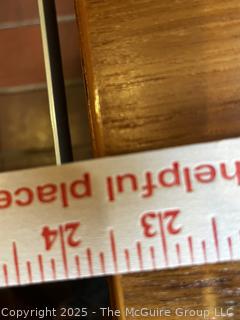 helpful place
24 23
Copyright 2025 - The McGuire Group LLC